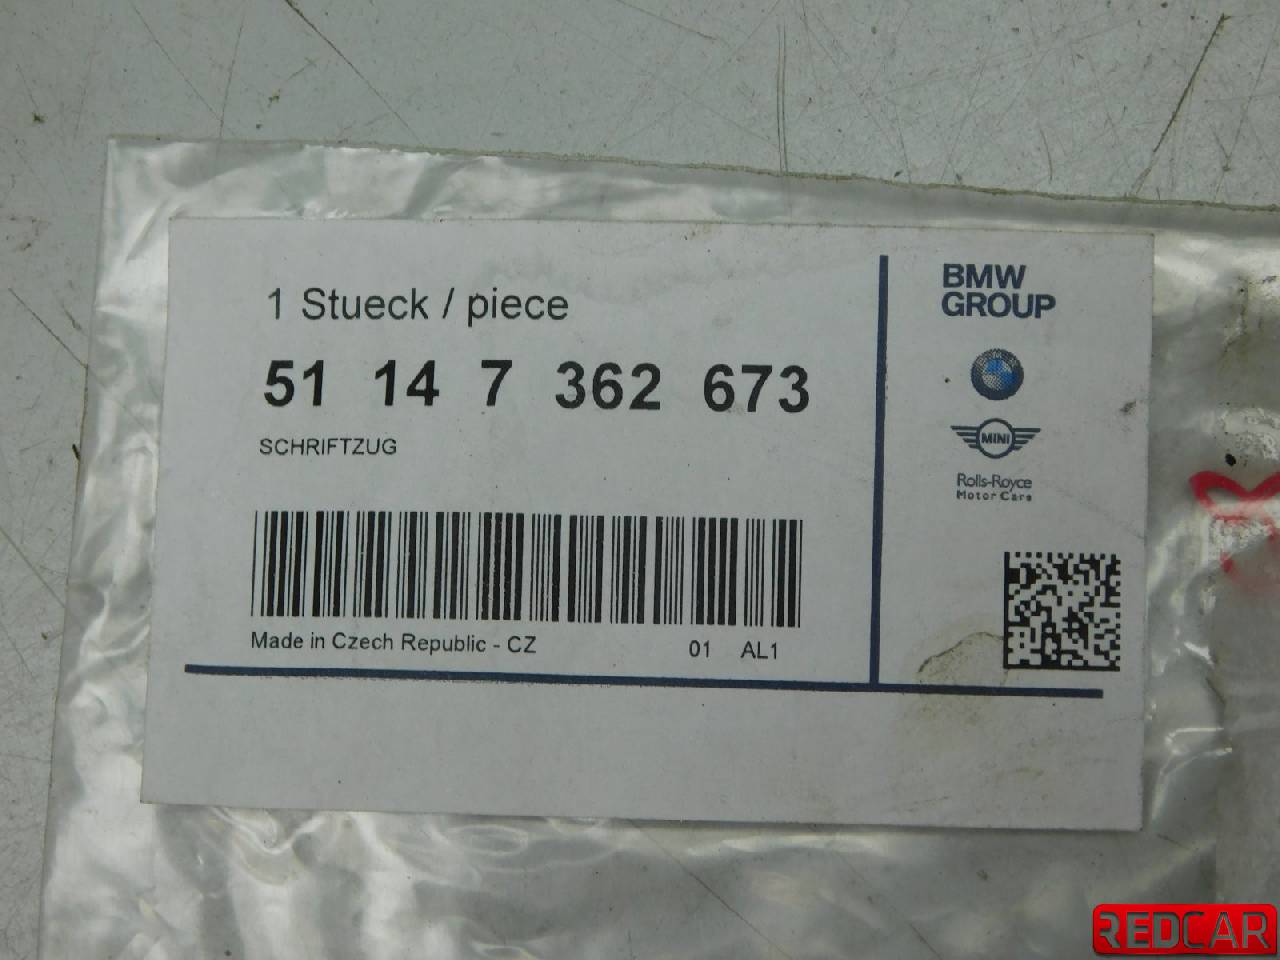 1 Stueck / piece
51 14 7 362 673
SCHRIFTZUG
Made in Czech Republic - CZ
01 AL1
BMW
GROUP
MINI
Rolls-Royce
Motor Cars
REDCAR